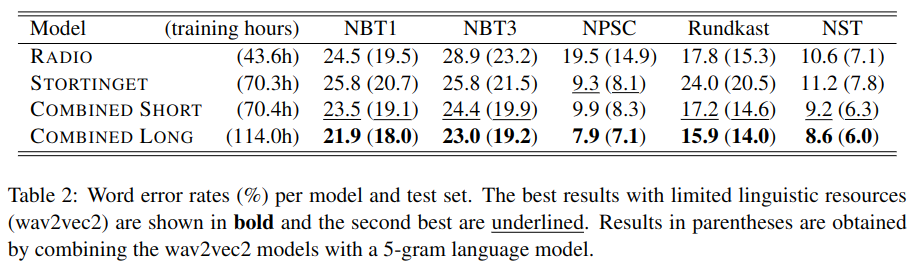 Model (training hours) NBT1 NBT3 NPSC Rundkast NST
RADIO (43.6h) 24.5 (19.5) 28.9 (23.2) 19.5 (14.9) 17.8 (15.3) 10.6 (7.1)
STORTINGET (70.3h) 25.8 (20.7) 25.8 (21.5) 9.3 (8.1) 24.0 (20.5) 11.2 (7.8)
COMBINED SHORT (70.4h) 23.5 (19.1) 24.4 (19.9) 9.9 (8.3) 17.2 (14.6) 9.2 (6.3)
COMBINED LONG (114.0h) 21.9 (18.0) 23.0 (19.2) 7.9 (7.1) 15.9 (14.0) 8.6 (6.0)
Table 2: Word error rates (%) per model and test set. The best results with limited linguistic resources
(wav2vec2) are shown in bold and the second best are underlined. Results in parentheses are obtained
by combining the wav2vec2 models with a 5-gram language model.